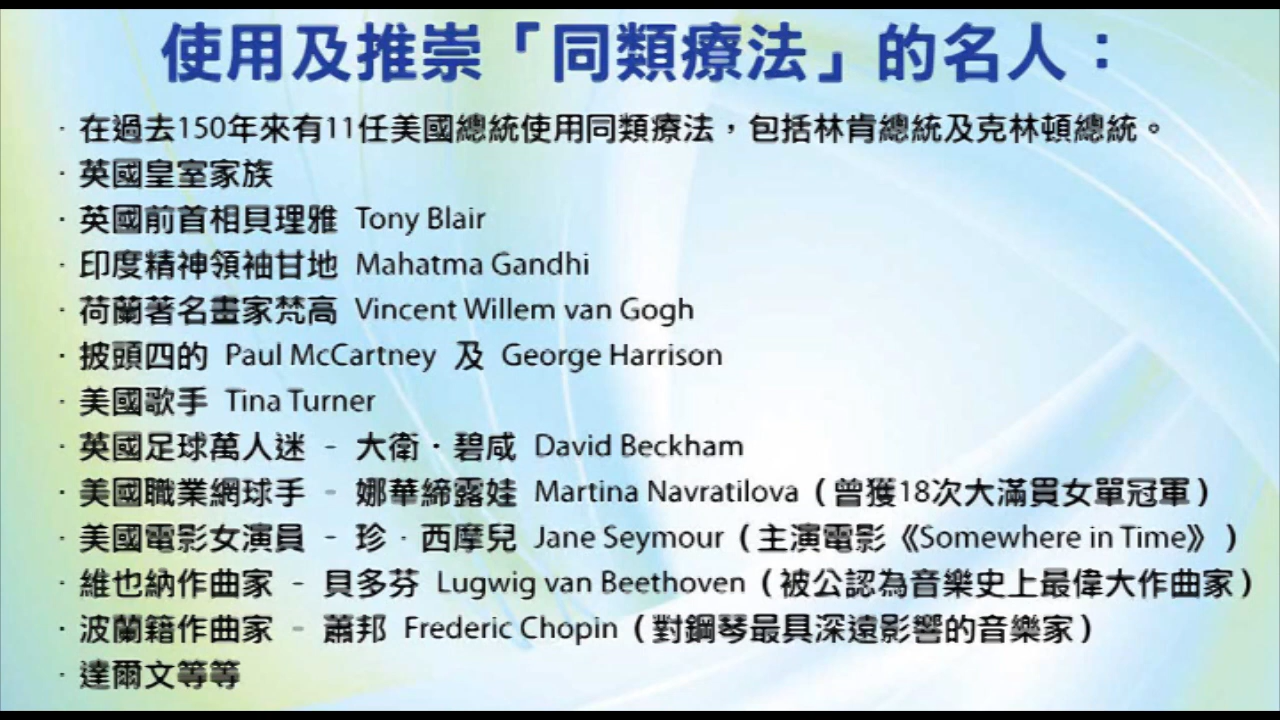 使用及推崇「同類療法」的名人：
· 在過去150年來有11任美國總統使用同類療法，包括林肯總統及克林頓總統。
· 英國皇室家族
· 英國前首相貝理雅 Tony Blair
· 印度精神領袖甘地 Mahatma Gandhi
· 荷蘭著名畫家梵高 Vincent Willem van Gogh
· 披頭四的 Paul McCartney 及 George Harrison
· 美國歌手 Tina Turner
· 英國足球萬人迷 - 大衛·碧咸 David Beckham
· 美國職業網球手 - 娜華締露娃 Martina Navratilova（曾獲18次大滿貫女單冠軍）
· 美國電影女演員 - 珍·西摩兒 Jane Seymour（主演電影《Somewhere in Time》）
· 維也納作曲家 - 貝多芬 Lugwig van Beethoven（被公認為音樂史上最偉大作曲家）
· 波蘭籍作曲家 - 蕭邦 Frederic Chopin（對鋼琴最具深遠影響的音樂家）
· 達爾文等等